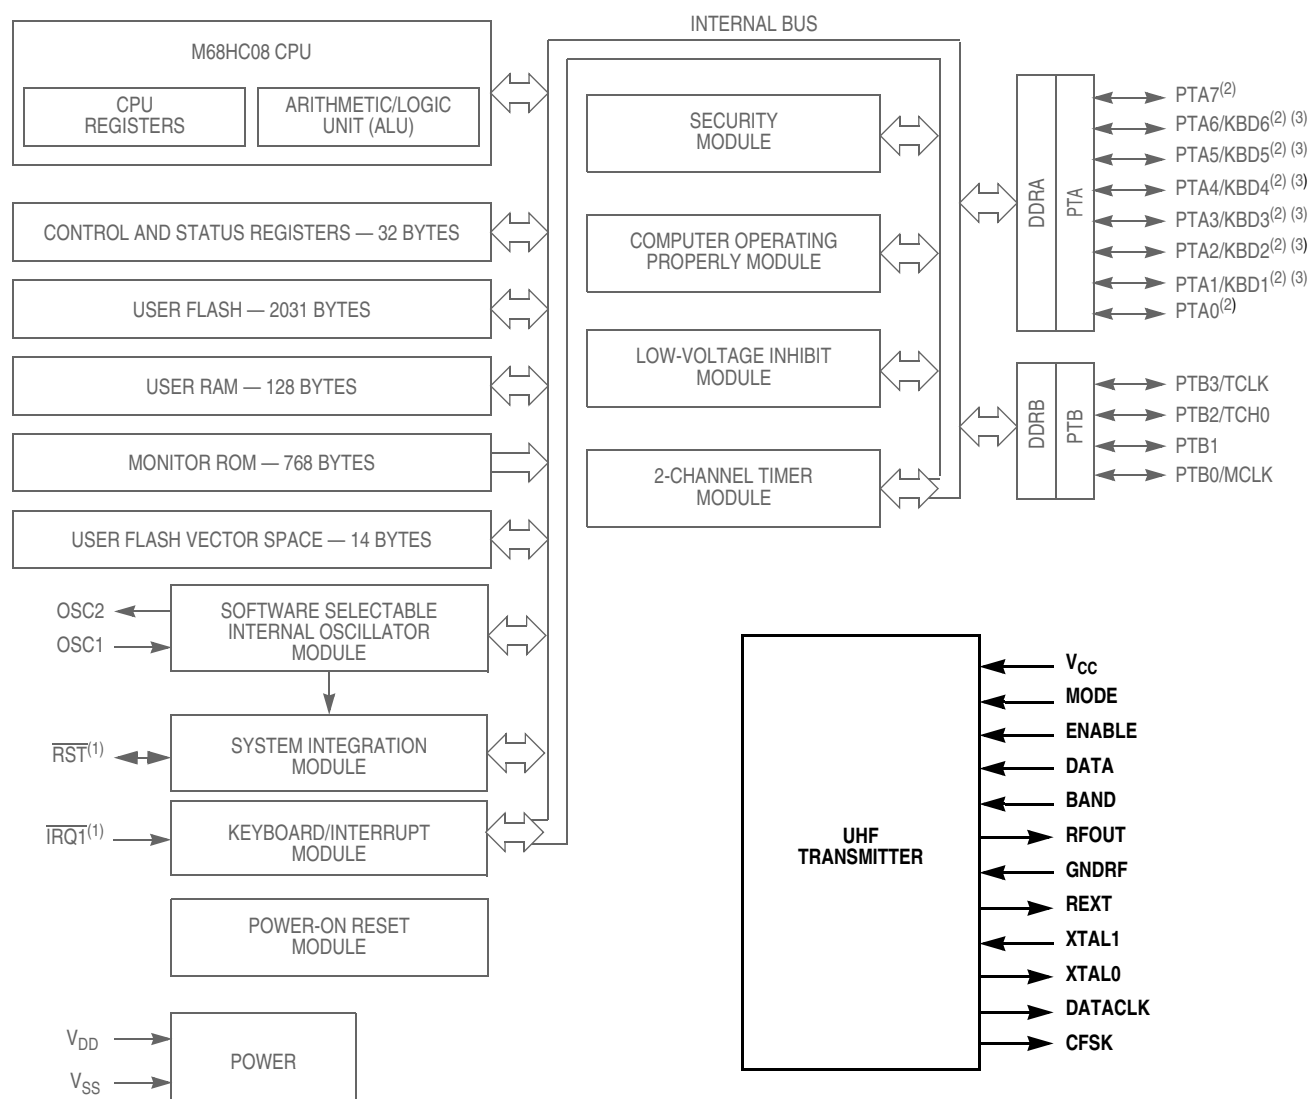 INTERNAL BUS
M68HC08 CPU
CPU
REGISTERS
ARITHMETIC/LOGIC
UNIT (ALU)
CONTROL AND STATUS REGISTERS — 32 BYTES
USER FLASH — 2031 BYTES
USER RAM — 128 BYTES
MONITOR ROM — 768 BYTES
USER FLASH VECTOR SPACE — 14 BYTES
OSC2
OSC1
SOFTWARE SELECTABLE
INTERNAL OSCILLATOR
MODULE
RST(1)
SYSTEM INTEGRATION
MODULE
IRQ1(1)
KEYBOARD/INTERRUPT
MODULE
POWER-ON RESET
MODULE
VDD
VSS
POWER
SECURITY
MODULE
COMPUTER OPERATING
PROPERLY MODULE
LOW-VOLTAGE INHIBIT
MODULE
2-CHANNEL TIMER
MODULE
DDRA
PTA
PTA7(2)
PTA6/KBD6(2) (3)
PTA5/KBD5(2) (3)
PTA4/KBD4(2) (3)
PTA3/KBD3(2) (3)
PTA2/KBD2(2) (3)
PTA1/KBD1(2) (3)
PTA0(2)
DDRB
PTB
PTB3/TCLK
PTB2/TCH0
PTB1
PTB0/MCLK
UHF
TRANSMITTER
VCC
MODE
ENABLE
DATA
BAND
RFOUT
GNDRF
REXT
XTAL1
XTAL0
DATACLK
CFSK